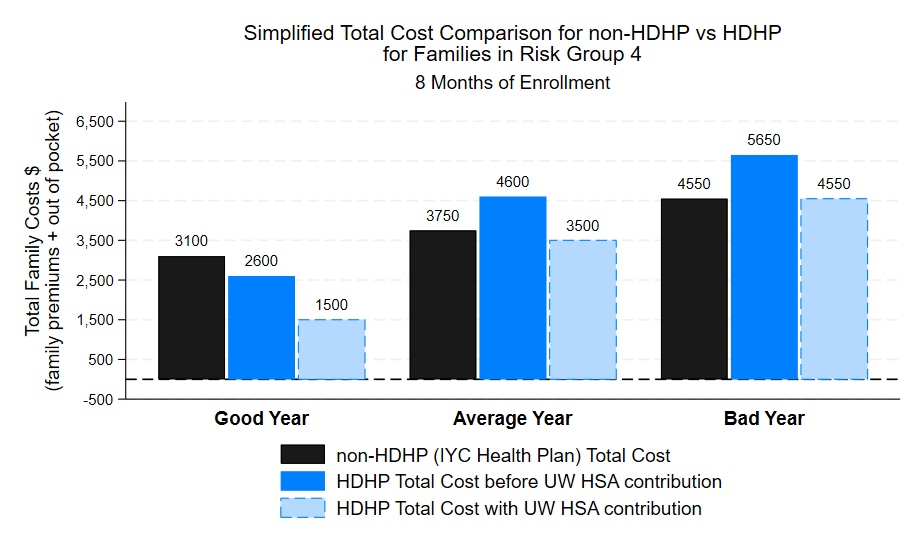 Simplified Total Cost Comparison for non-HDHP vs HDHP
for Families in Risk Group 4
8 Months of Enrollment
Total Family Costs $
(family premiums + out of pocket)
6,500
5,500
4,500
3,500
2,500
1,500
500
-500
3100
2600
1500
3750
4600
3500
4550
5650
4550
Good Year
Average Year
Bad Year
non-HDHP (IYC Health Plan) Total Cost
HDHP Total Cost before UW HSA contribution
HDHP Total Cost with UW HSA contribution